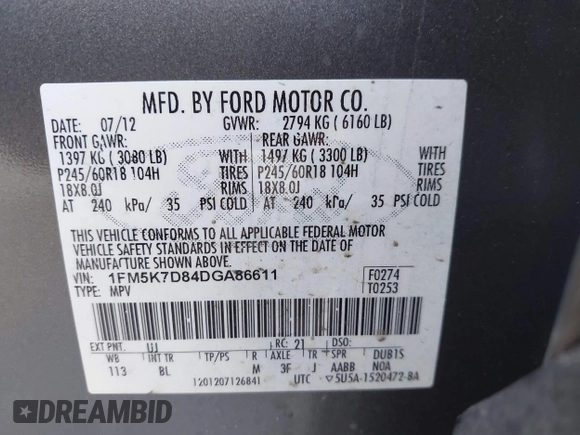 MFD. BY FORD MOTOR CO.
DATE: 07/12 GVWR: 2794 KG ( 6160 LB)
FRONT GAWR: REAR GAWR:
1397 KG ( 3080 LB) WITH 1497 KG ( 3300 LB) WITH
P245/60R18 104H TIRES P245/60R18 104H TIRES
18X8.0J RIMS 18X8.0J RIMS
AT 240 kPa/ 35 PSI COLD AT 240 kPa/ 35 PSI COLD
THIS VEHICLE CONFORMS TO ALL APPLICABLE FEDERAL MOTOR
VEHICLE SAFETY STANDARDS IN EFFECT ON THE DATE OF
MANUFACTURE SHOWN ABOVE.
VIN: 1FM5K7D84DGA86611 F0274
TYPE: MPV T0253
EXT PNT: UJ RC: 21 DSO:
WB INT TR TP/PS R AXLE TR SPR DUB1S
113 BL M 3F J AABB N0A
1201207126841 UTC ▽5U5A-1520472-BA
DREAMBID